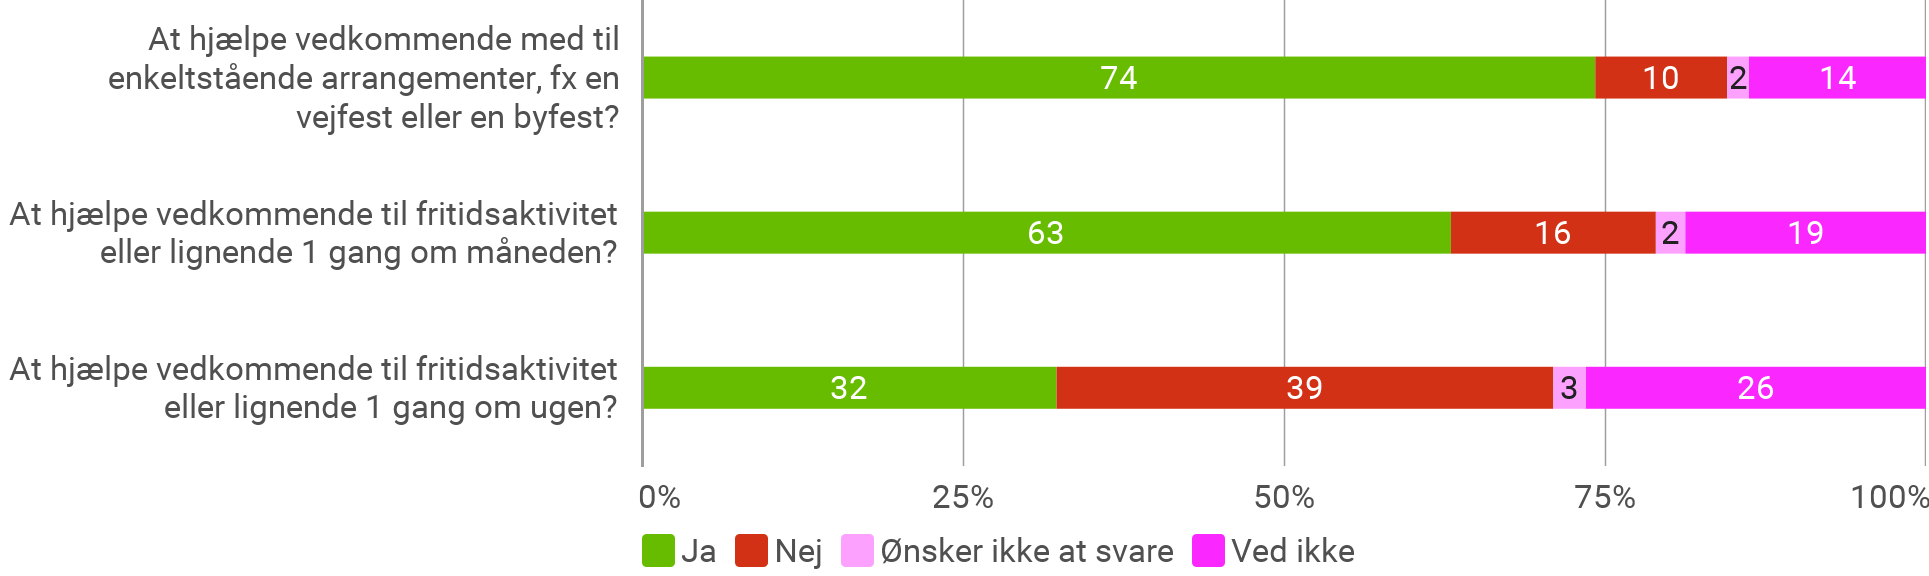 At hjælpe vedkommende med til
enkeltstående arrangementer, fx en
vejfest eller en byfest?
74 10 2 14
At hjælpe vedkommende til fritidsaktivitet
eller lignende 1 gang om måneden?
63 16 2 19
At hjælpe vedkommende til fritidsaktivitet
eller lignende 1 gang om ugen?
32 39 3 26
0% 25% 50% 75% 100%
Ja Nej Ønsker ikke at svare Ved ikke